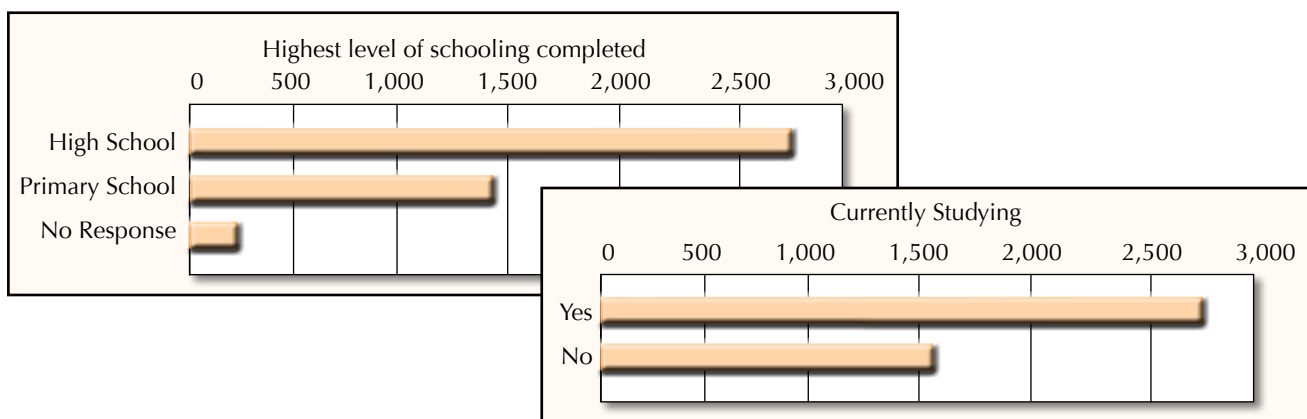 Highest level of schooling completed
0 500 1,000 1,500 2,000 2,500 3,000
High School
Primary School
No Response
Currently Studying
0 500 1,000 1,500 2,000 2,500 3,000
Yes
No